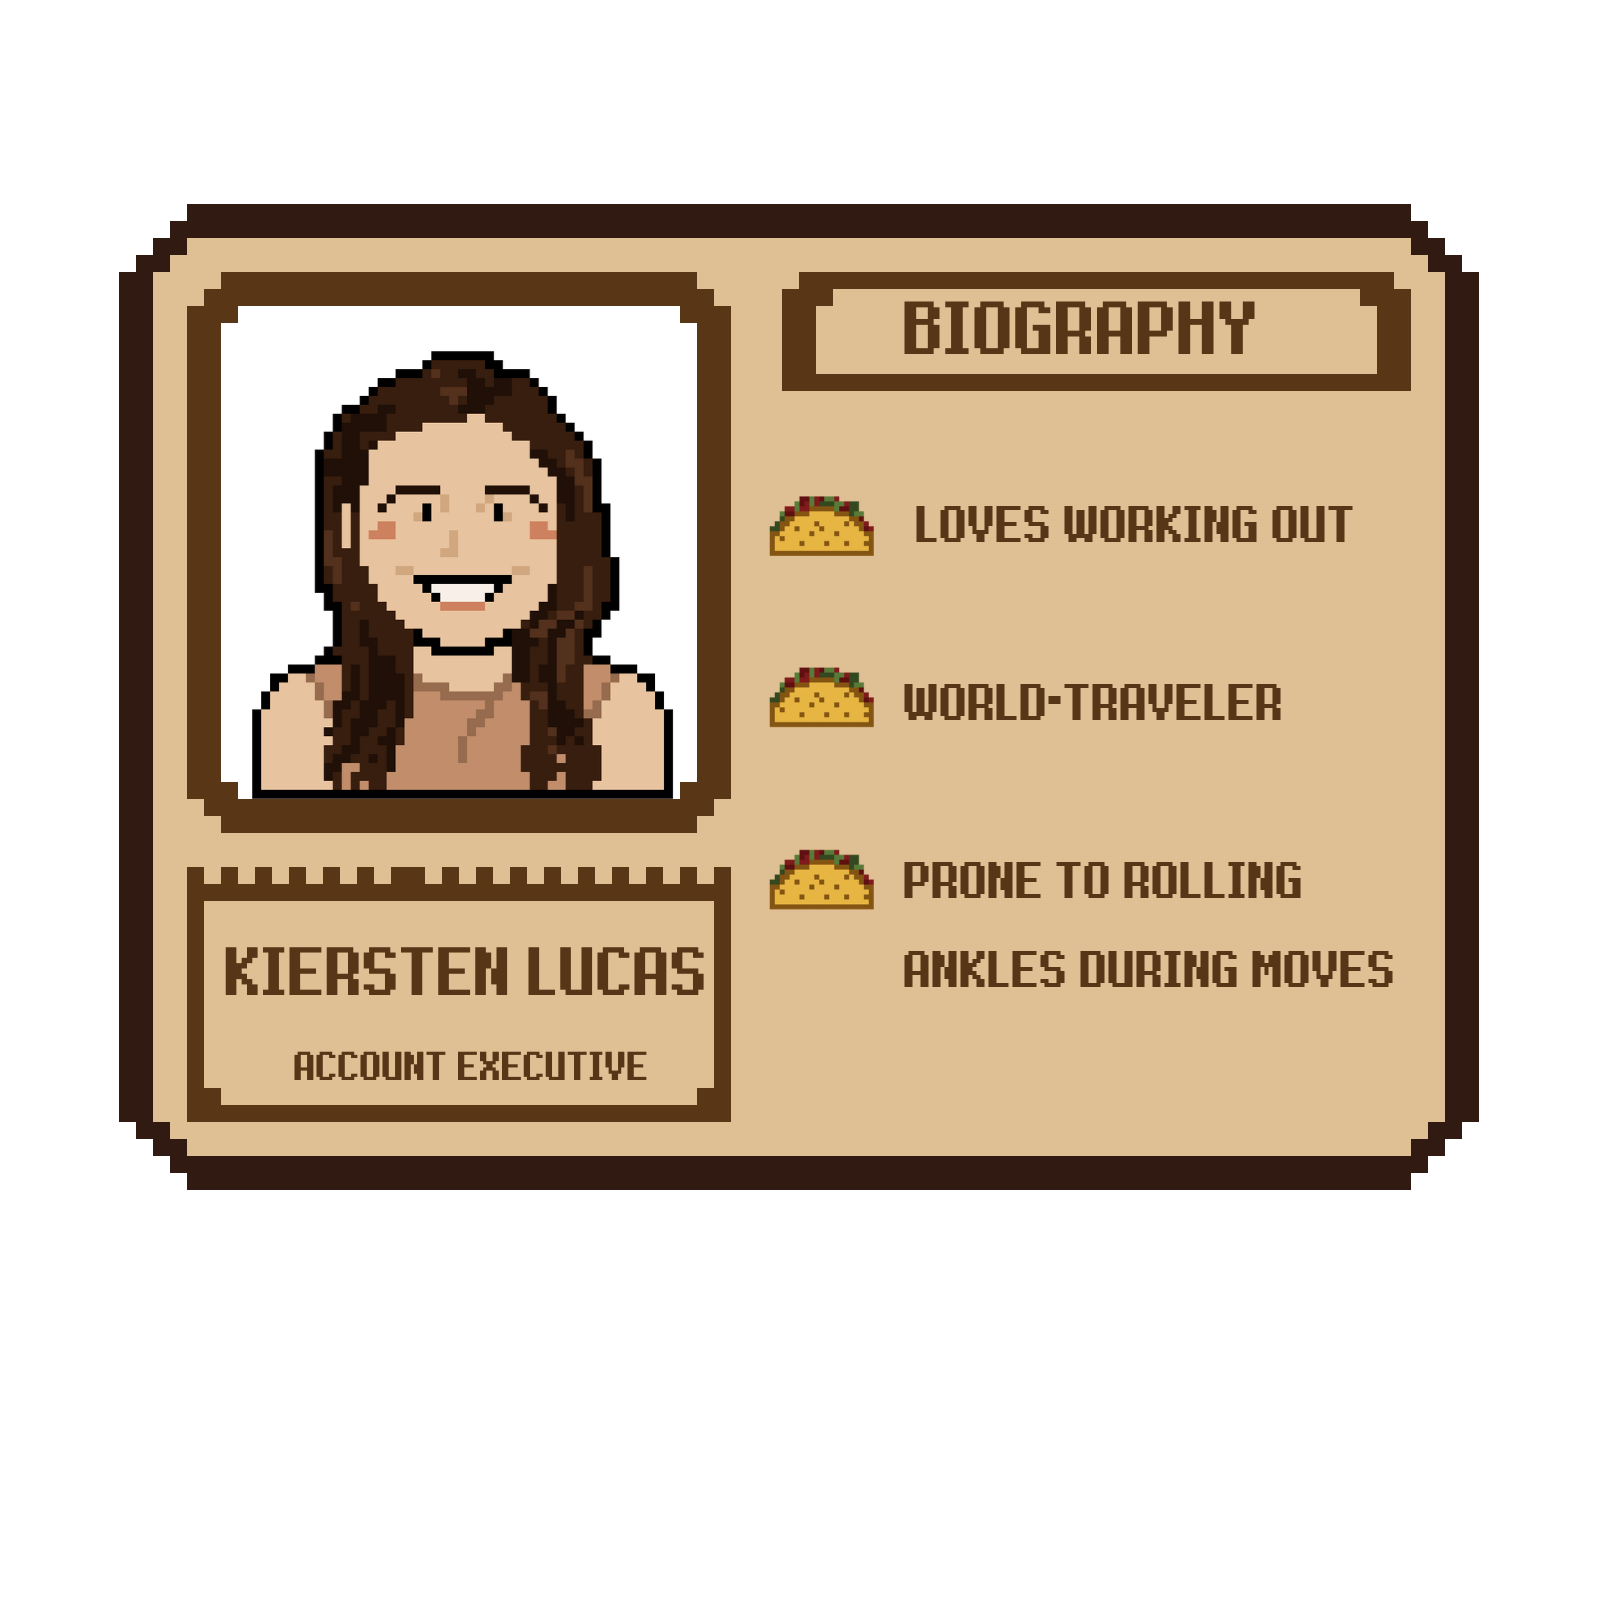 BIOGRAPHY
LOVES WORKING OUT
WORLD-TRAVELER
PRONE TO ROLLING
ANKLES DURING MOVES
KIERSTEN LUCAS
ACCOUNT EXECUTIVE